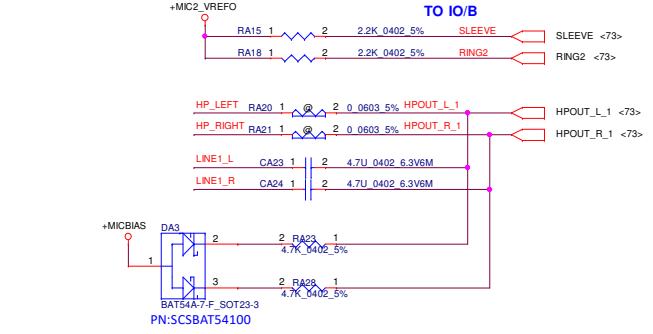 +MIC2_VREFO
TO IO/B
RA15 1 2 2.2K_0402_5% SLEEVE SLEEVE <73>
RA18 1 2 2.2K_0402_5% RING2 RING2 <73>
HP_LEFT RA20 1 @ 2 0_0603_5% HPOUT_L_1 HPOUT_L_1 <73>
HP_RIGHT RA21 1 @ 2 0_0603_5% HPOUT_R_1 HPOUT_R_1 <73>
LINE1_L CA23 1 2 4.7U_0402_6.3V6M
LINE1_R CA24 1 2 4.7U_0402_6.3V6M
+MICBIAS
DA3
2 2 RA23 1
4.7K_0402_5%
1
3 2 RA28 1
4.7K_0402_5%
BAT54A-7-F_SOT23-3
PN:SCSBAT54100